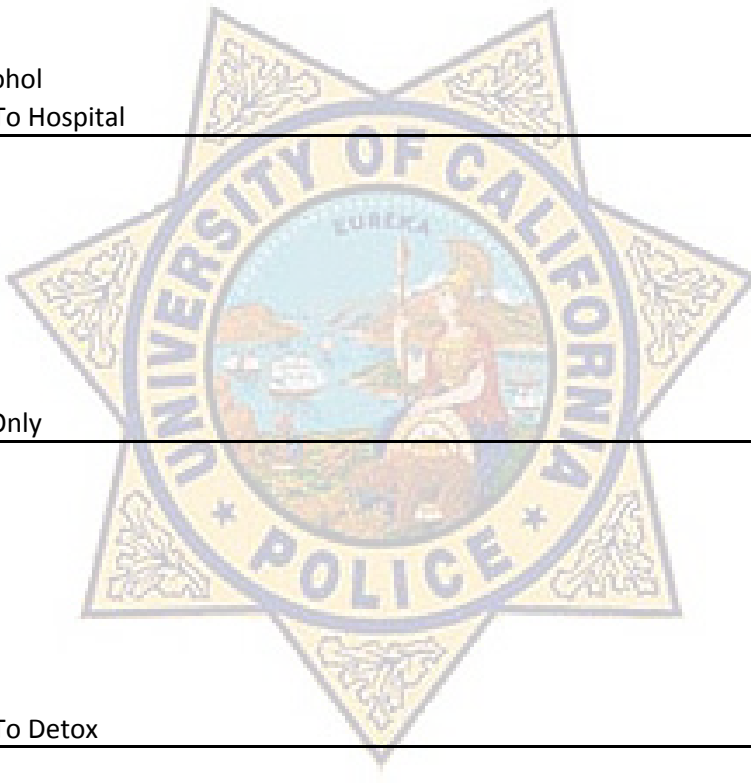 ohol
To Hospital
UNIVERSITY OF CALIFORNIA
EUREKA
Only
POLICE
To Detox